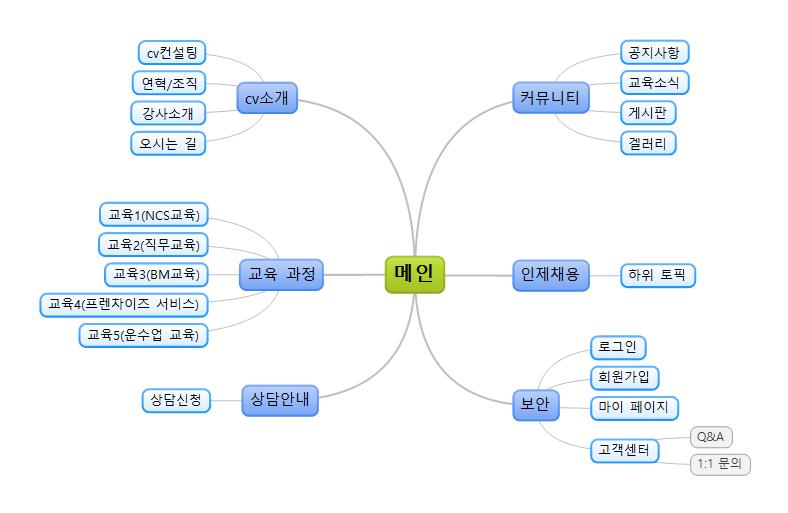 cv소개
cv컨설팅
연혁/조직
강사소개
오시는 길
교육 과정
교육1(NCS교육)
교육2(직무교육)
교육3(BM교육)
교육4(프렌차이즈 서비스)
교육5(운수업 교육)
상담안내
상담신청
메인
커뮤니티
공지사항
교육소식
게시판
겔러리
인제채용
하위 토픽
보안
로그인
회원가입
마이 페이지
고객센터
Q&A
1:1 문의